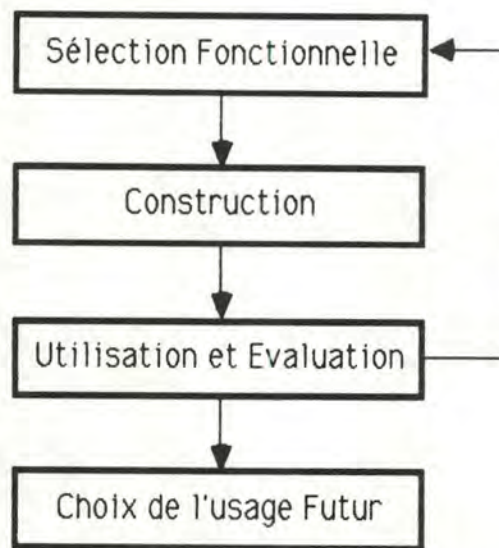 Sélection Fonctionnelle
Construction
Utilisation et Evaluation
Choix de l'usage Futur